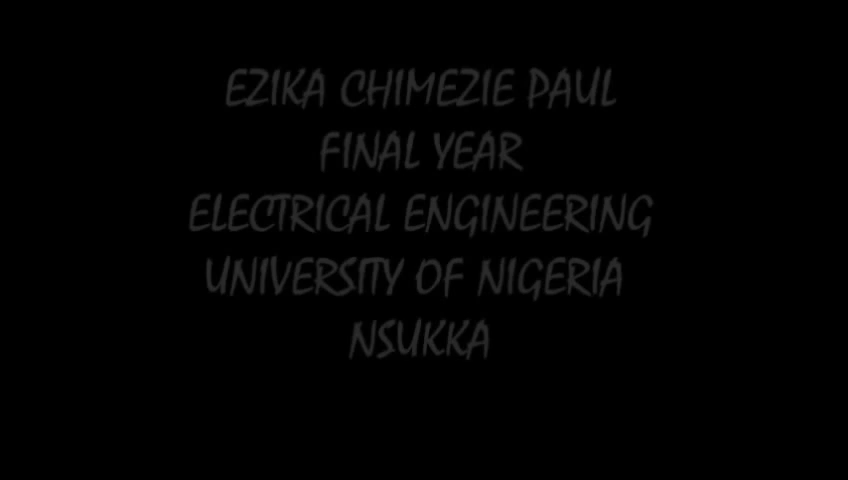 EZIKA CHIMEZIE PAUL
FINAL YEAR
ELECTRICAL ENGINEERING
UNIVERSITY OF NIGERIA
NSUKKA